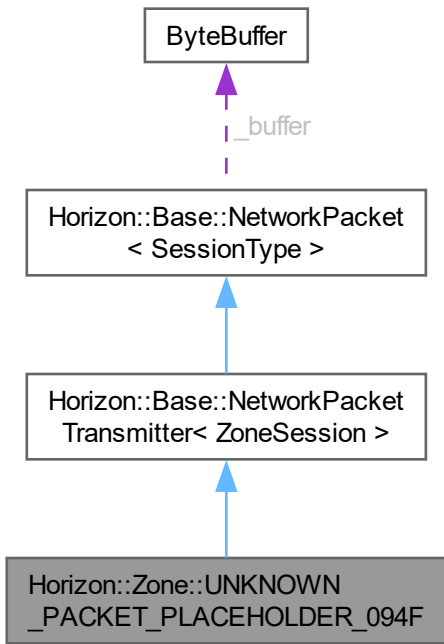 ByteBuffer
_buffer
Horizon::Base::NetworkPacket
< SessionType >
Horizon::Base::NetworkPacket
Transmitter< ZoneSession >
Horizon::Zone::UNKNOWN
_PACKET_PLACEHOLDER_094F